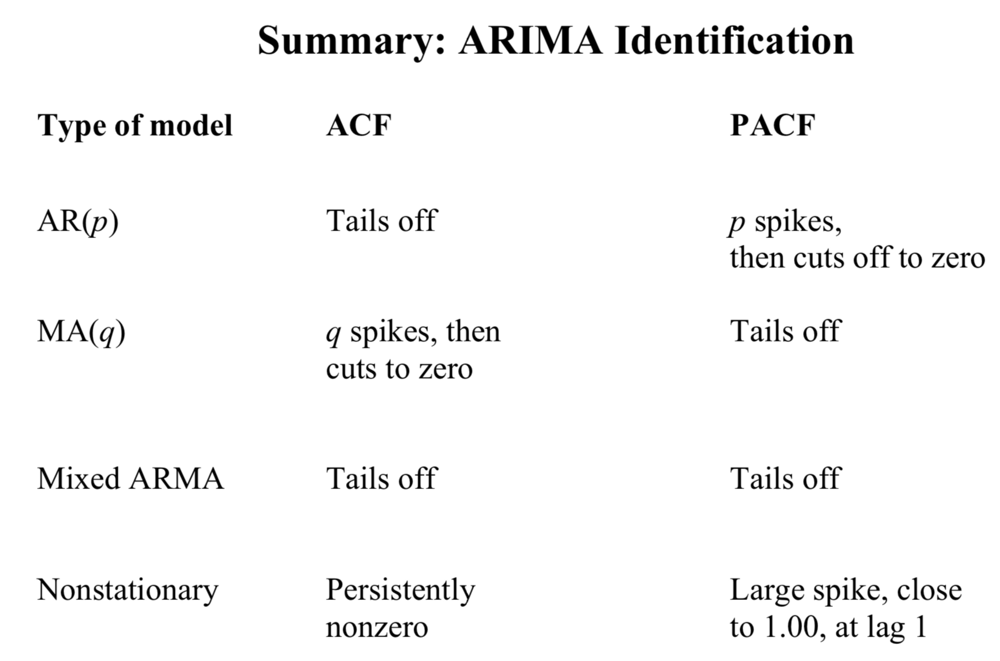 Summary: ARIMA Identification
Type of model ACF PACF
AR(p) Tails off p spikes,
then cuts off to zero
MA(q) q spikes, then Tails off
cuts to zero
Mixed ARMA Tails off Tails off
Nonstationary Persistently Large spike, close
nonzero to 1.00, at lag 1